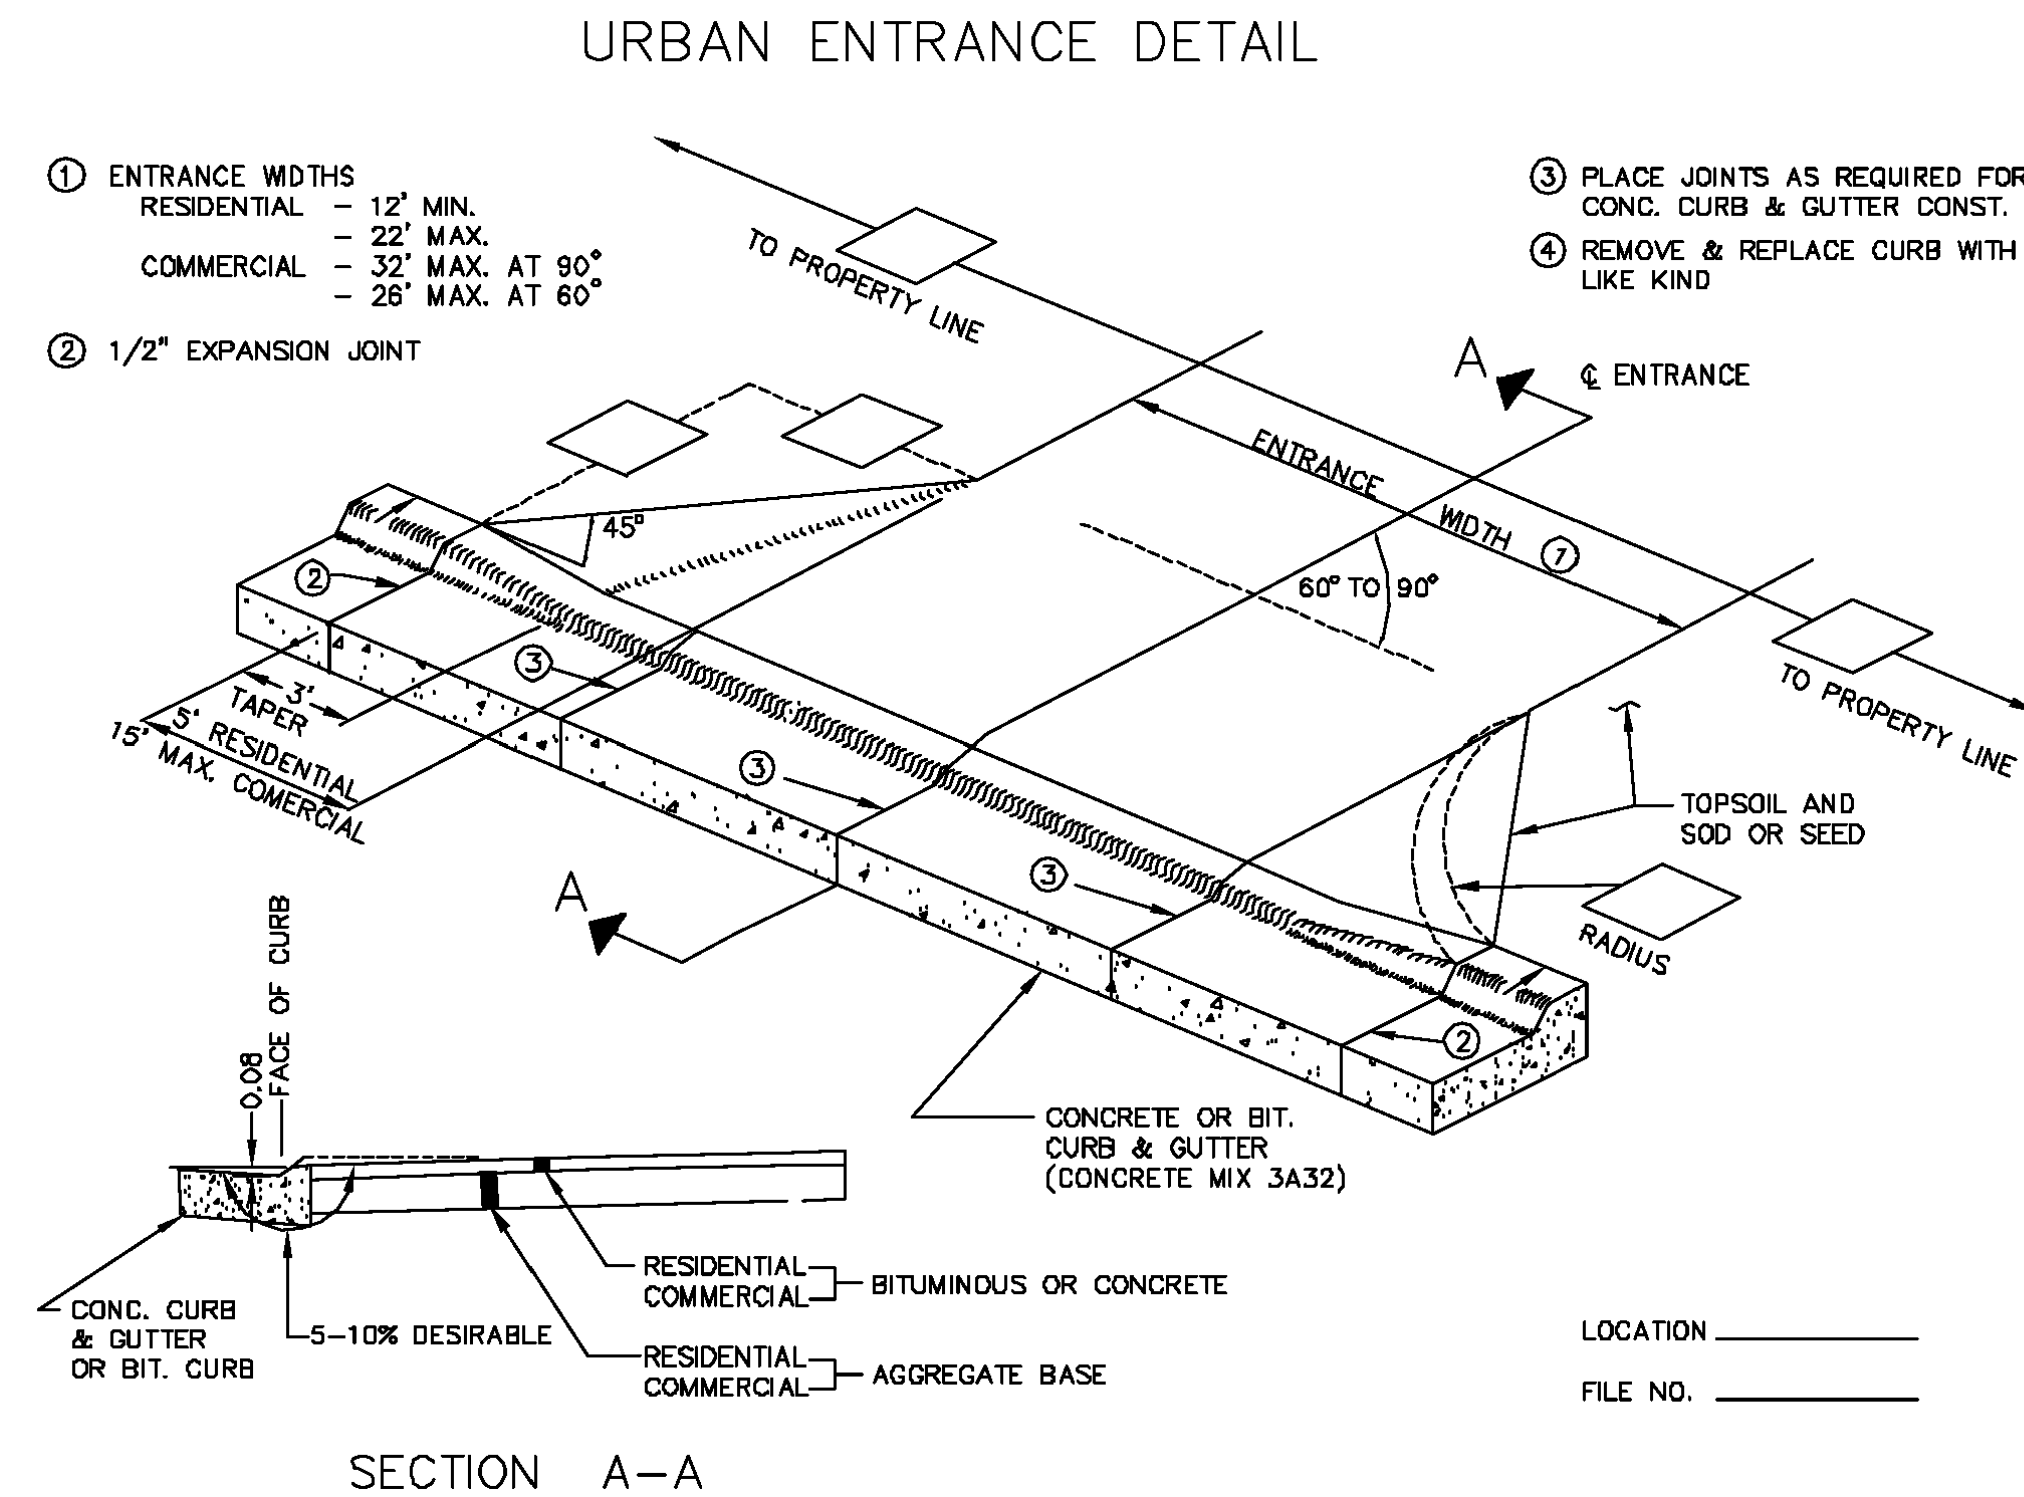 URBAN ENTRANCE DETAIL
① ENTRANCE WIDTHS
RESIDENTIAL - 12' MIN.
- 22' MAX.
COMMERCIAL - 32' MAX. AT 90°
- 26' MAX. AT 60°
② 1/2" EXPANSION JOINT
③ PLACE JOINTS AS REQUIRED FOR
CONC. CURB & GUTTER CONST.
④ REMOVE & REPLACE CURB WITH
LIKE KIND
TO PROPERTY LINE
A
℄ ENTRANCE
ENTRANCE
WIDTH ①
45°
60° TO 90°
②
③
③
③
②
3'
TAPER
5' RESIDENTIAL
15' MAX. COMERCIAL
TO PROPERTY LINE
TOPSOIL AND
SOD OR SEED
RADIUS
A
CONCRETE OR BIT.
CURB & GUTTER
(CONCRETE MIX 3A32)
0.08
FACE OF CURB
CONC. CURB
& GUTTER
OR BIT. CURB
5-10% DESIRABLE
RESIDENTIAL
COMMERCIAL
BITUMINOUS OR CONCRETE
RESIDENTIAL
COMMERCIAL
AGGREGATE BASE
LOCATION
FILE NO.
SECTION A-A